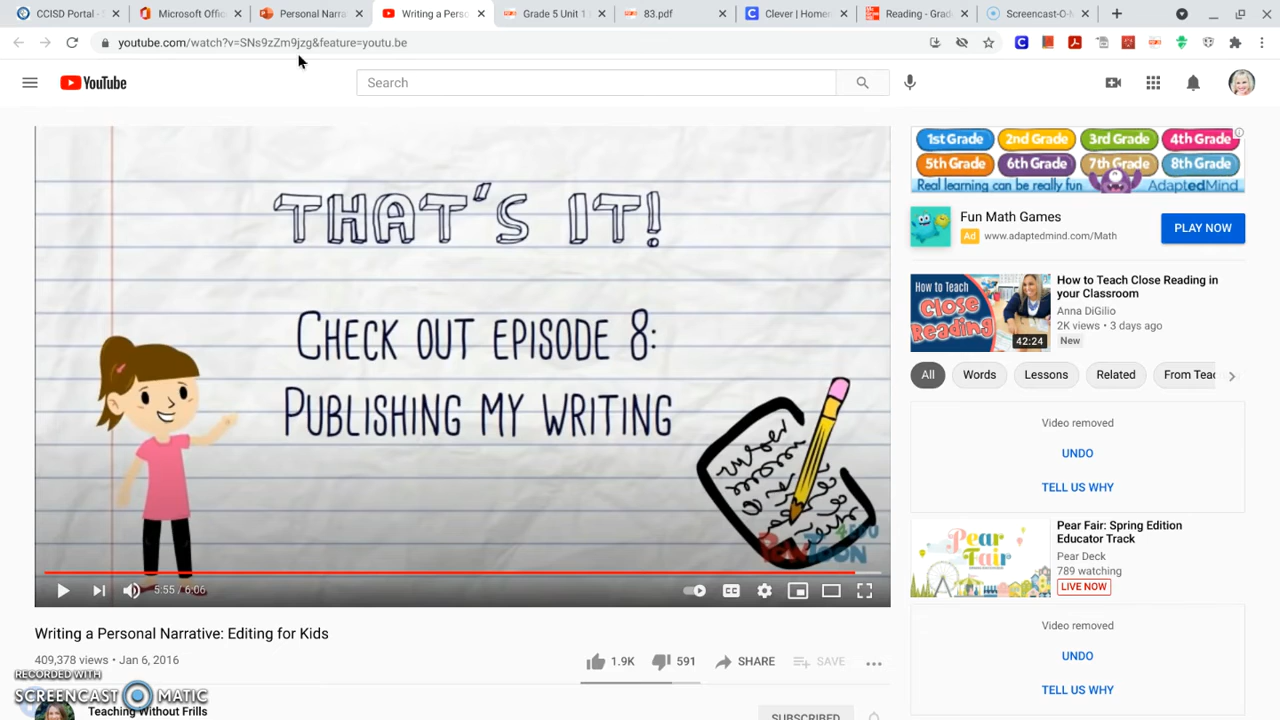 CCISD Portal - S
Microsoft Offic
Personal Narra
Writing a Perso
Grade 5 Unit 1
83.pdf
Clever | Home
Reading - Grad
Screencast-O-M
youtube.com/watch?v=SNs9zZm9jzg&feature=youtu.be
YouTube
Search
THAT'S IT!
CHECK OUT EPISODE 8:
PUBLISHING MY WRITING
POWTOON
4EDU
5:55 / 6:06
CC
Writing a Personal Narrative: Editing for Kids
409,378 views • Jan 6, 2016
1.9K
591
SHARE
SAVE
RECORDED WITH
SCREENCAST MATIC
Teaching Without Frills
SUBSCRIBED
1st Grade 2nd Grade 3rd Grade 4th Grade
5th Grade 6th Grade 7th Grade 8th Grade
Real learning can be really fun AdaptedMind
Fun Math Games
Ad www.adaptedmind.com/Math
PLAY NOW
How to Teach
Close
Reading
42:24
How to Teach Close Reading in
your Classroom
Anna DiGilio
2K views • 3 days ago
New
All
Words
Lessons
Related
From Teac
Video removed
UNDO
TELL US WHY
Pear
Fair
Pear Fair: Spring Edition
Educator Track
Pear Deck
789 watching
LIVE NOW
Video removed
UNDO
TELL US WHY